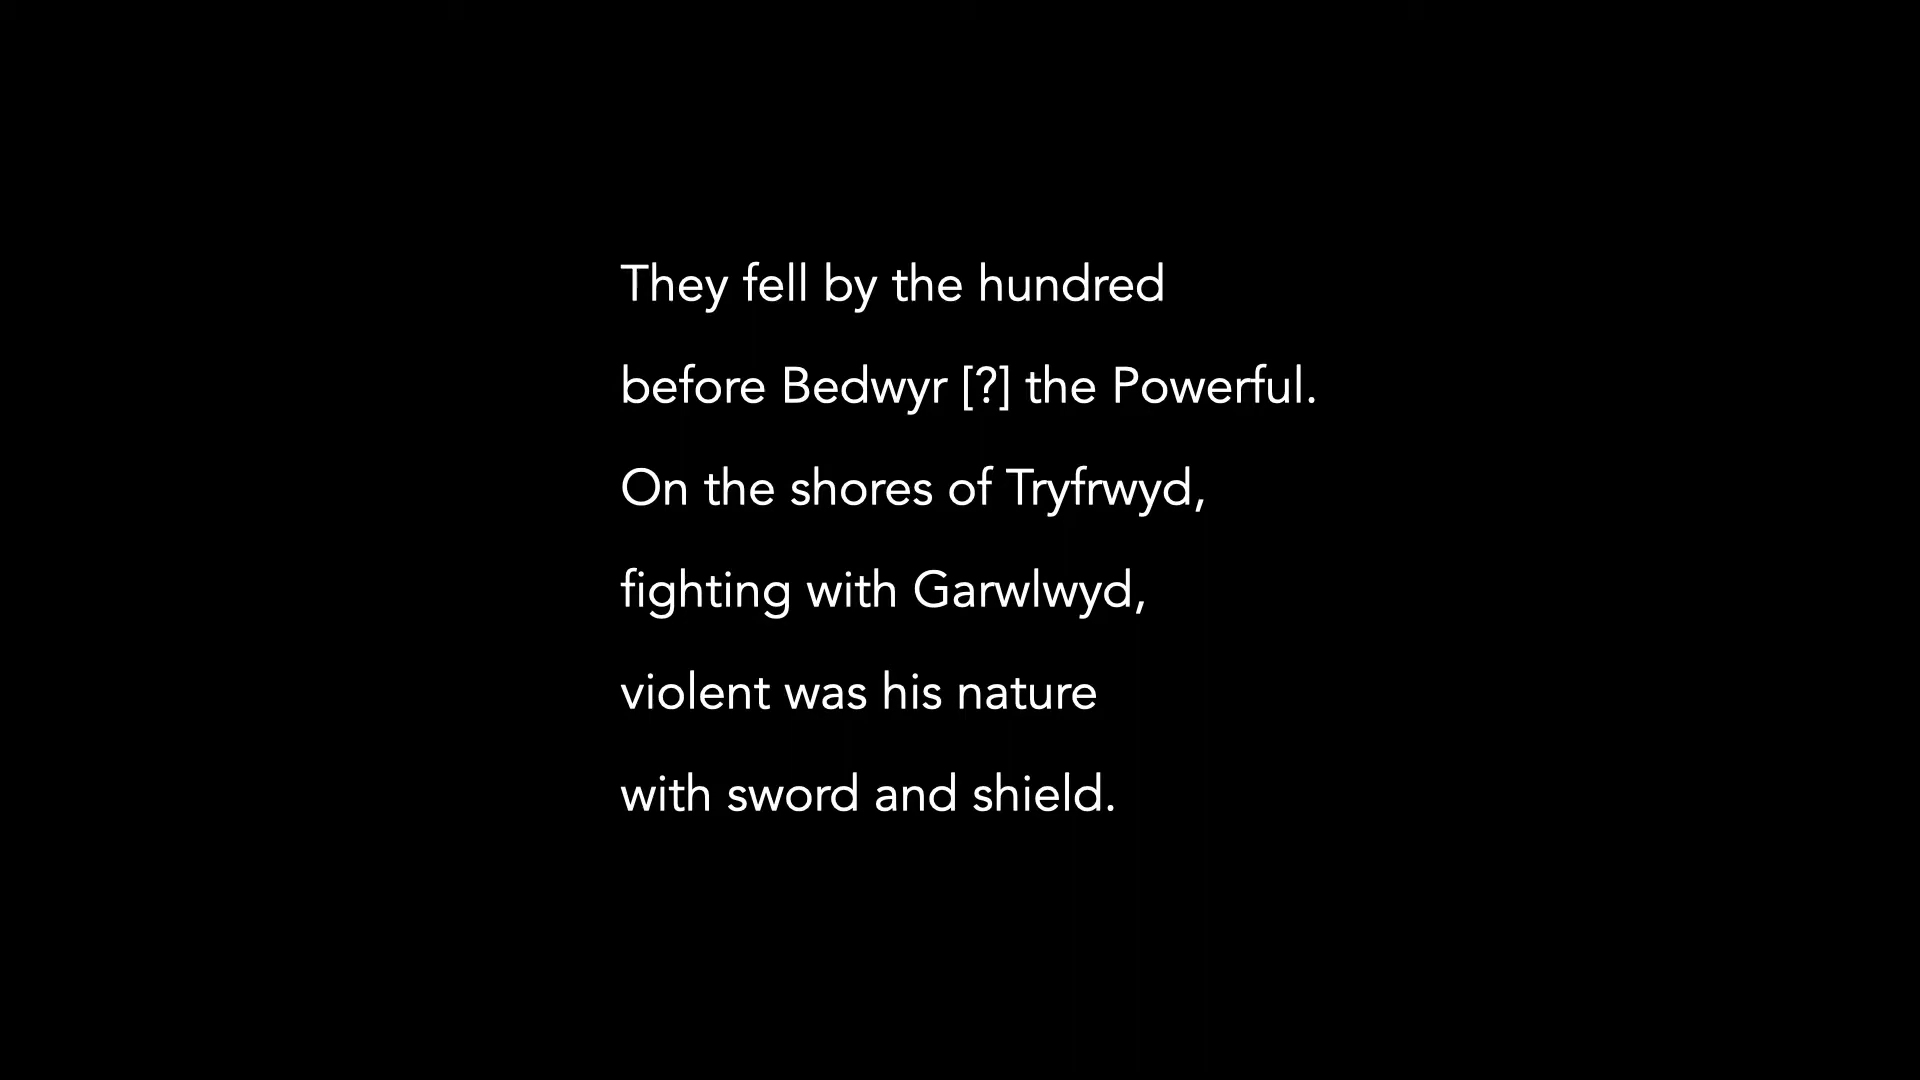 They fell by the hundred
before Bedwyr [?] the Powerful.
On the shores of Tryfrwyd,
fighting with Garwlwyd,
violent was his nature
with sword and shield.